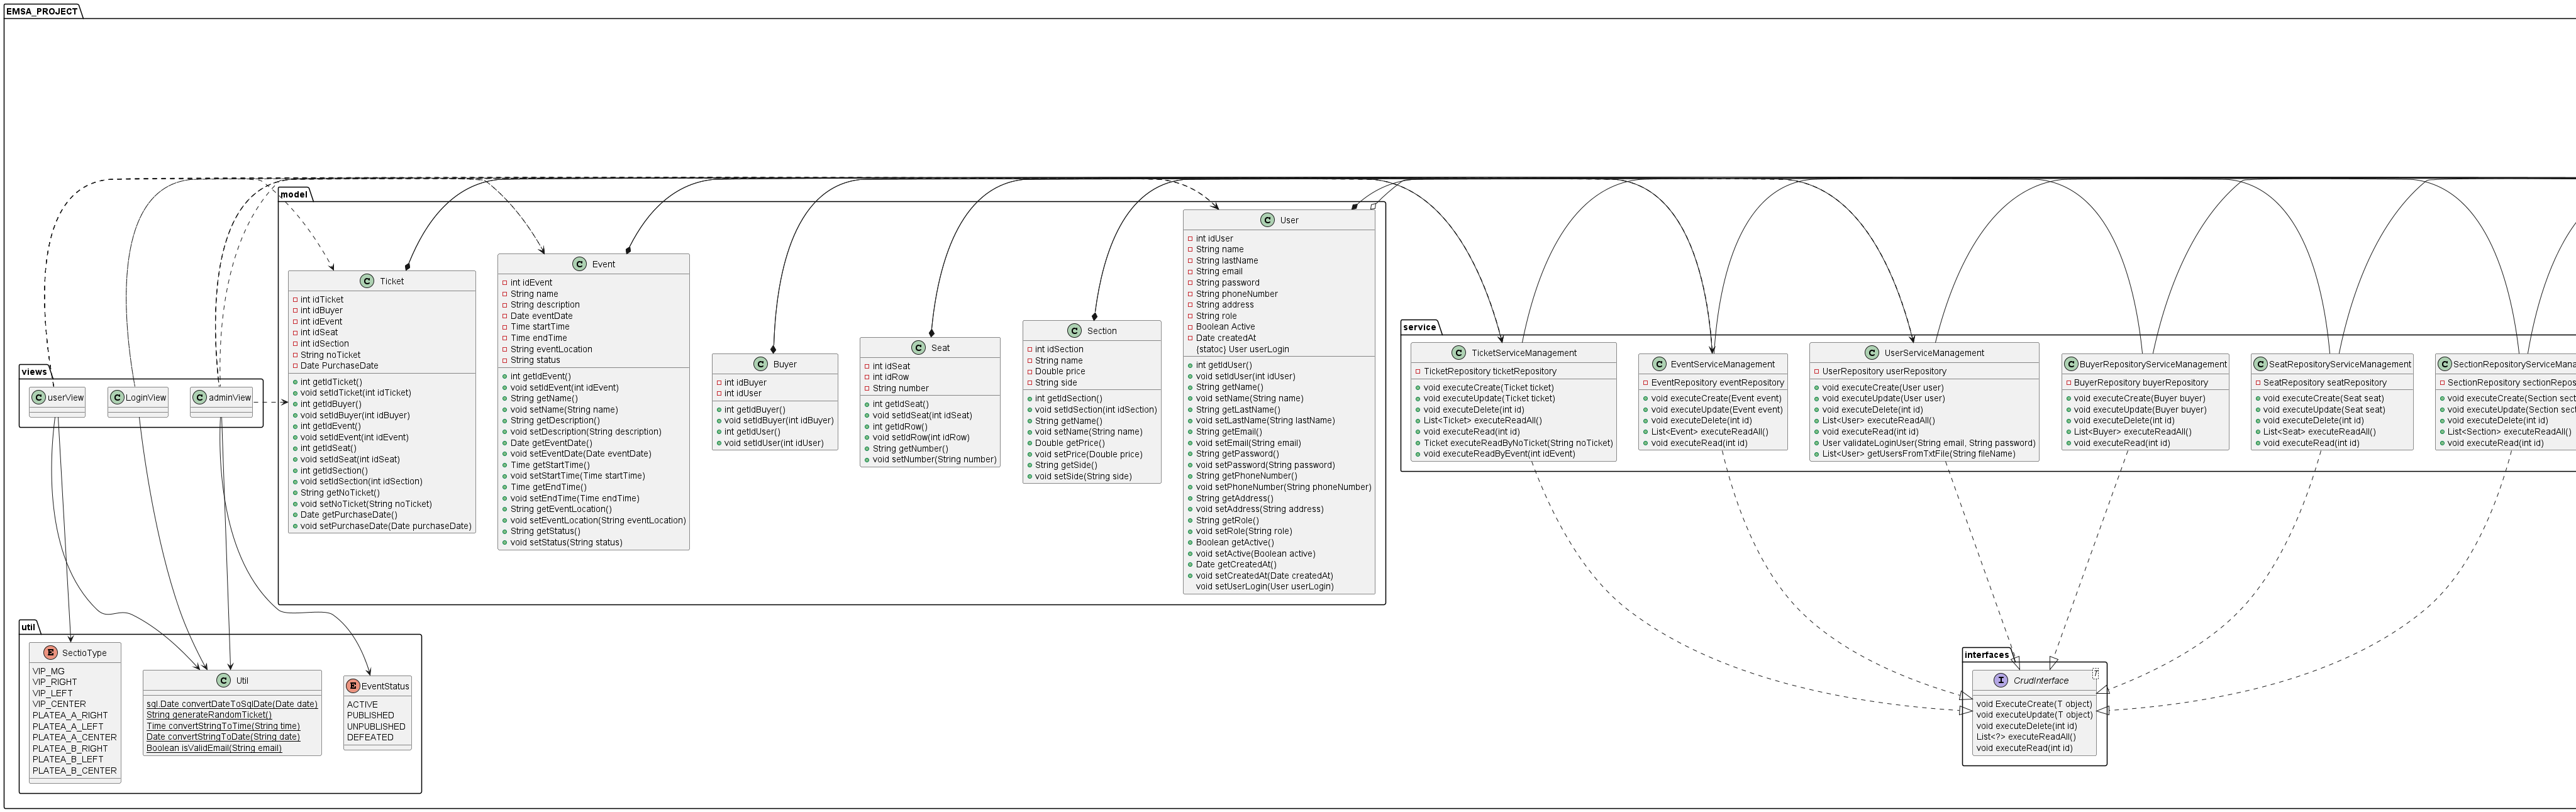 EMSA_PROJECT
model
C Ticket
int idTicket
int idBuyer
int idEvent
int idSeat
int idSection
String noTicket
Date PurchaseDate
int getIdTicket()
void setIdTicket(int idTicket)
int getIdBuyer()
void setIdBuyer(int idBuyer)
int getIdEvent()
void setIdEvent(int idEvent)
int getIdSeat()
void setIdSeat(int idSeat)
int getIdSection()
void setIdSection(int idSection)
String getNoTicket()
void setNoTicket(String noTicket)
Date getPurchaseDate()
void setPurchaseDate(Date purchaseDate)
C Event
int idEvent
String name
String description
Date eventDate
Time startTime
Time endTime
String eventLocation
String status
int getIdEvent()
void setIdEvent(int idEvent)
String getName()
void setName(String name)
String getDescription()
void setDescription(String description)
Date getEventDate()
void setEventDate(Date eventDate)
Time getStartTime()
void setStartTime(Time startTime)
Time getEndTime()
void setEndTime(Time endTime)
String getEventLocation()
void setEventLocation(String eventLocation)
String getStatus()
void setStatus(String status)
C Buyer
int idBuyer
int idUser
int getIdBuyer()
void setIdBuyer(int idBuyer)
int getIdUser()
void setIdUser(int idUser)
C Seat
int idSeat
int idRow
String number
int getIdSeat()
void setIdSeat(int idSeat)
int getIdRow()
void setIdRow(int idRow)
String getNumber()
void setNumber(String number)
C Section
int idSection
String name
Double price
String side
int getIdSection()
void setIdSection(int idSection)
String getName()
void setName(String name)
Double getPrice()
void setPrice(Double price)
String getSide()
void setSide(String side)
C User
int idUser
String name
String lastName
String email
String password
String phoneNumber
String address
String role
Boolean Active
Date createdAt
{statoc} User userLogin
int getIdUser()
void setIdUser(int idUser)
String getName()
void setName(String name)
String getLastName()
void setLastName(String lastName)
String getEmail()
void setEmail(String email)
String getPassword()
void setPassword(String password)
String getPhoneNumber()
void setPhoneNumber(String phoneNumber)
String getAddress()
void setAddress(String address)
String getRole()
void setRole(String role)
Boolean getActive()
void setActive(Boolean active)
Date getCreatedAt()
void setCreatedAt(Date createdAt)
void setUserLogin(User userLogin)
service
C TicketServiceManagement
TicketRepository ticketRepository
void executeCreate(Ticket ticket)
void executeUpdate(Ticket ticket)
void executeDelete(int id)
List<Ticket> executeReadAll()
void executeRead(int id)
Ticket executeReadByNoTicket(String noTicket)
void executeReadByEvent(int idEvent)
C EventServiceManagement
EventRepository eventRepository
void executeCreate(Event event)
void executeUpdate(Event event)
void executeDelete(int id)
List<Event> executeReadAll()
void executeRead(int id)
C UserServiceManagement
UserRepository userRepository
void executeCreate(User user)
void executeUpdate(User user)
void executeDelete(int id)
List<User> executeReadAll()
void executeRead(int id)
User validateLoginUser(String email, String password)
List<User> getUsersFromTxtFile(String fileName)
C BuyerRepositoryServiceManagement
BuyerRepository buyerRepository
void executeCreate(Buyer buyer)
void executeUpdate(Buyer buyer)
void executeDelete(int id)
List<Buyer> executeReadAll()
void executeRead(int id)
C SeatRepositoryServiceManagement
SeatRepository seatRepository
void executeCreate(Seat seat)
void executeUpdate(Seat seat)
void executeDelete(int id)
List<Seat> executeReadAll()
void executeRead(int id)
C
SectionRepository
void executeCreate(Section
void executeUpdate(Section
void executeDelete(int id)
List<Section> executeReadAll()
void executeRead(int id)
views
C userView
C LoginView
C adminView
util
E SectioType
VIP_MG
VIP_RIGHT
VIP_LEFT
VIP_CENTER
PLATEA_A_RIGHT
PLATEA_A_LEFT
PLATEA_A_CENTER
PLATEA_B_RIGHT
PLATEA_B_LEFT
PLATEA_B_CENTER
C Util
sql.Date convertDateToSqlDate(Date date)
String generateRandomTicket()
Time convertStringToTime(String time)
Date convertStringToDate(String date)
Boolean isValidEmail(String email)
E EventStatus
ACTIVE
PUBLISHED
UNPUBLISHED
DEFEATED
interfaces
I CrudInterface
void ExecuteCreate(T object)
void executeUpdate(T object)
void executeDelete(int id)
List<?> executeReadAll()
void executeRead(int id)